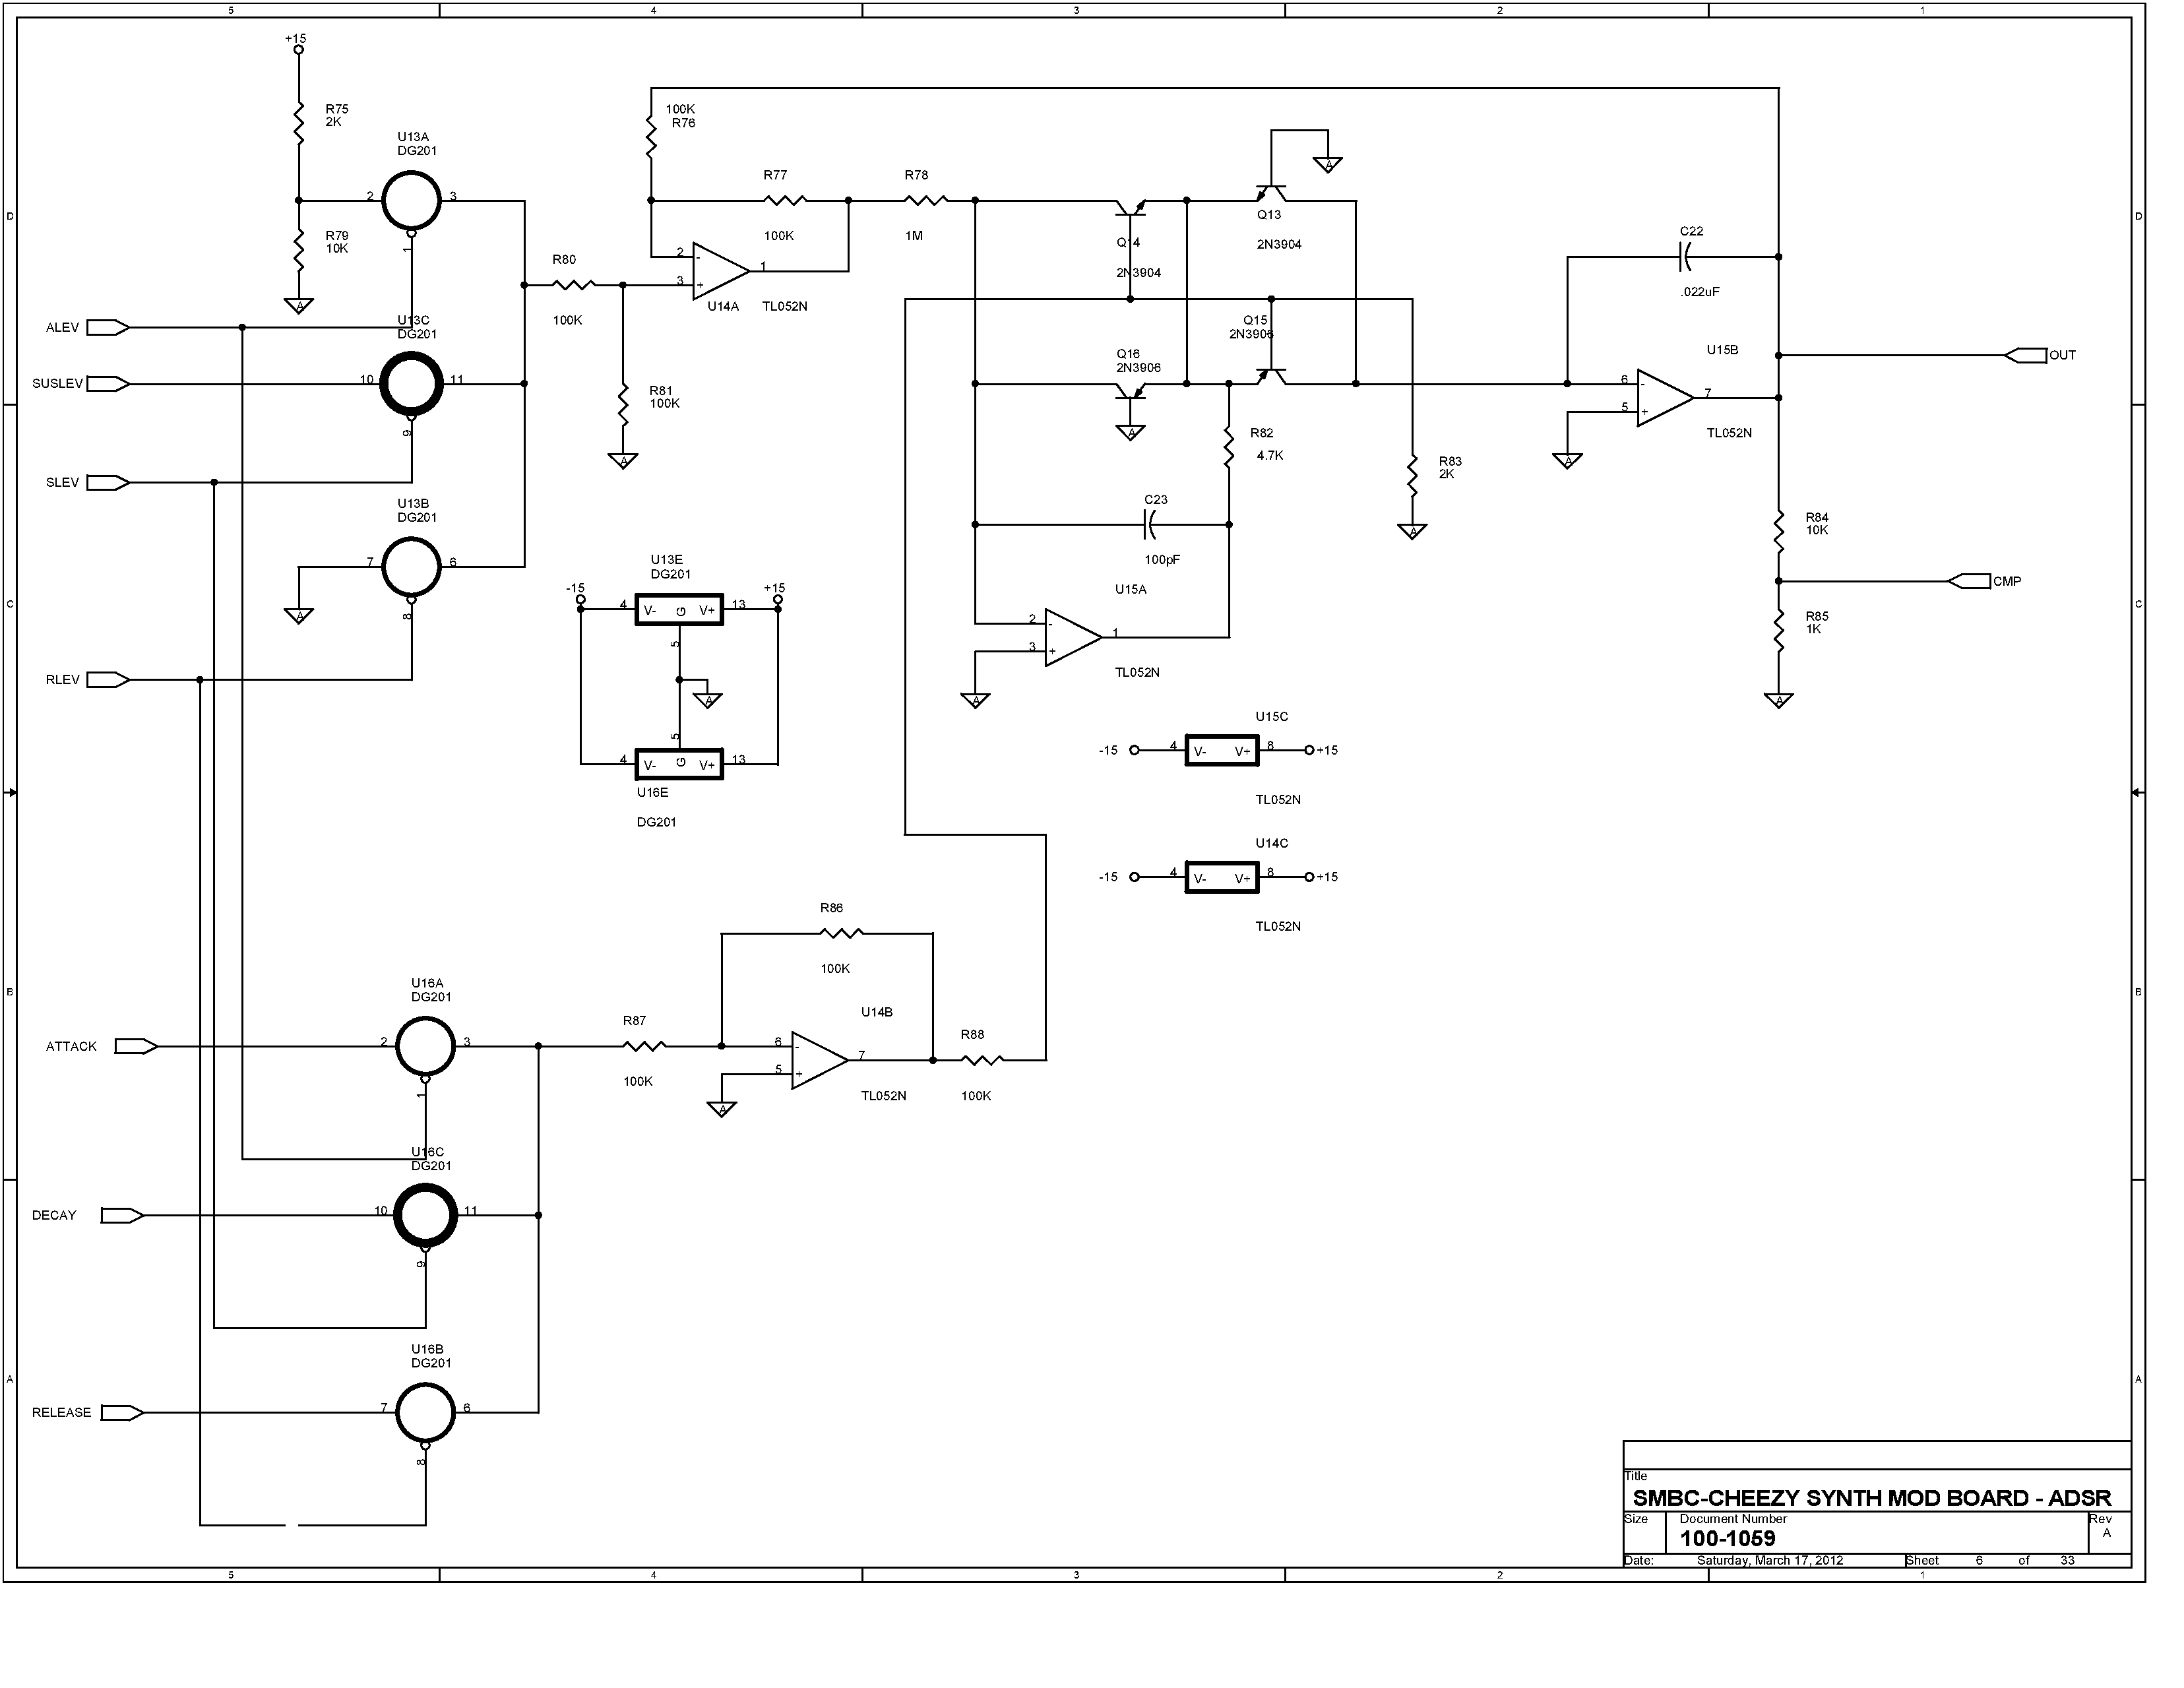 5 4 3 2 1
+15
R75
2K
U13A
DG201
2 3
1
R79
10K
A
D D
100K
R76
R77
100K
R78
1M
A
Q13
2N3904
Q14
2N3904
C22
.022uF
R80
100K
2 -
3 +
1
U14A TL052N
ALEV
U13C
DG201
SUSLEV
10 11
9
R81
100K
A
SLEV
Q15
2N3906
Q16
2N3906
A
U15B
OUT
6 -
5 +
7
TL052N
A
R82
4.7K
R83
2K
A
U13B
DG201
7 6
8
A
C23
100pF
R84
10K
CMP
R85
1K
A
C C
U13E
DG201
-15 +15
4 V- G V+ 13
5
A
5
4 V- G V+ 13
U16E
DG201
U15A
2 -
3 +
1
TL052N
A
RLEV
U15C
-15 4 V- V+ 8 +15
TL052N
U14C
-15 4 V- V+ 8 +15
TL052N
R86
100K
U16A
DG201
U14B
B B
ATTACK
2 3
1
R87
100K
6 -
5 +
7
TL052N
A
R88
100K
U16C
DG201
DECAY
10 11
9
U16B
DG201
A A
RELEASE
7 6
8
Title
SMBC-CHEEZY SYNTH MOD BOARD - ADSR
Size Document Number Rev
100-1059 A
Date: Saturday, March 17, 2012 Sheet 6 of 33
5 4 3 2 1